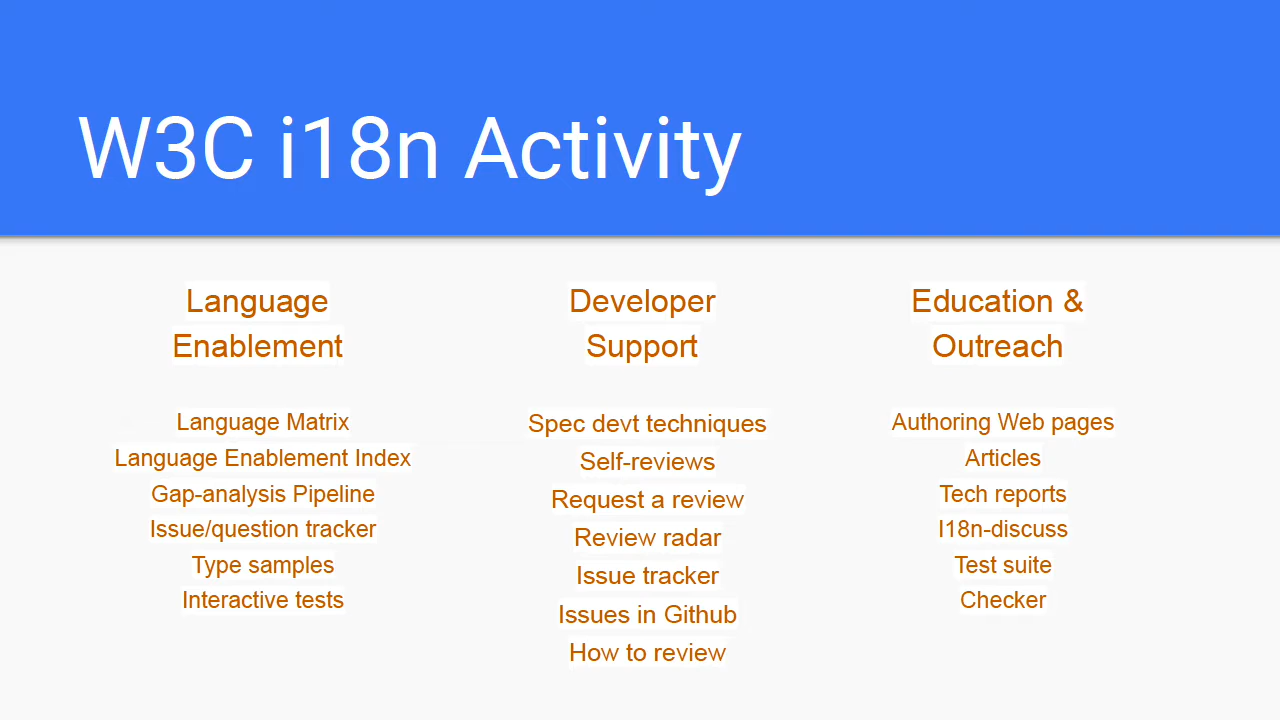 W3C i18n Activity
Language
Enablement
Language Matrix
Language Enablement Index
Gap-analysis Pipeline
Issue/question tracker
Type samples
Interactive tests
Developer
Support
Spec devt techniques
Self-reviews
Request a review
Review radar
Issue tracker
Issues in Github
How to review
Education &
Outreach
Authoring Web pages
Articles
Tech reports
I18n-discuss
Test suite
Checker